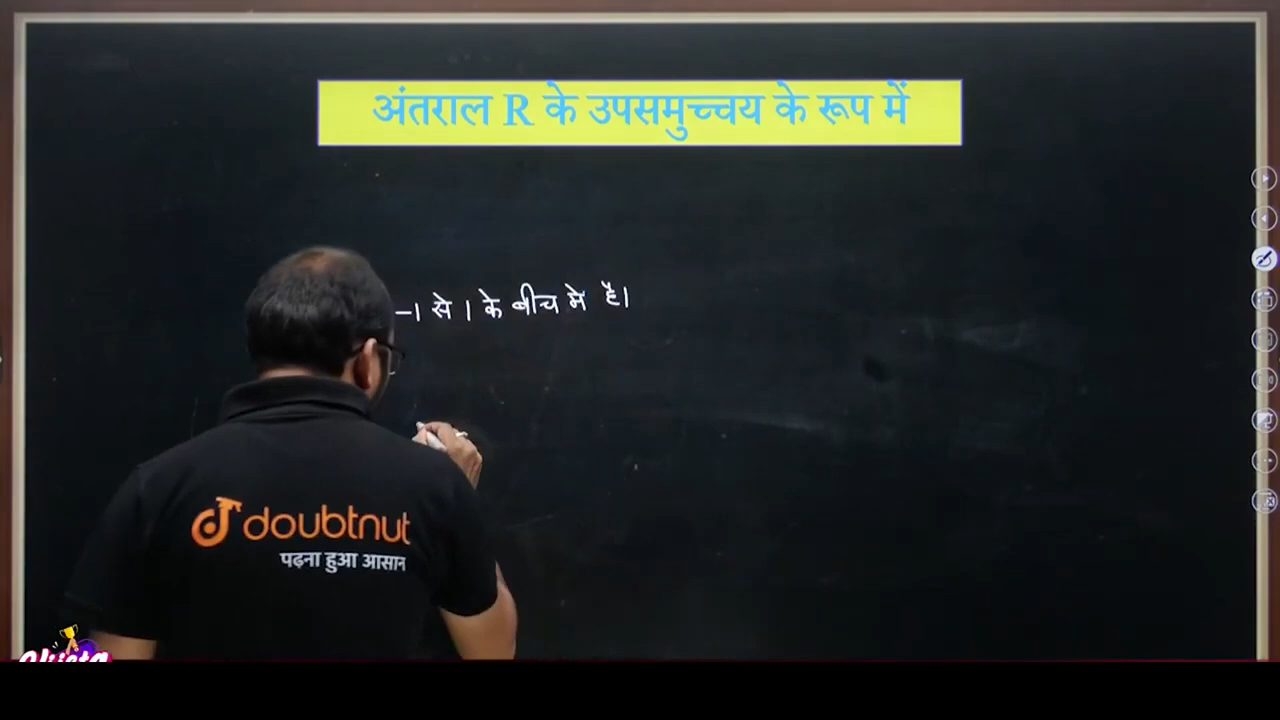 अंतराल R के उपसमुच्चय के रूप में
-1 से 1 के बीच में है।
doubtnut
पढ़ना हुआ आसान